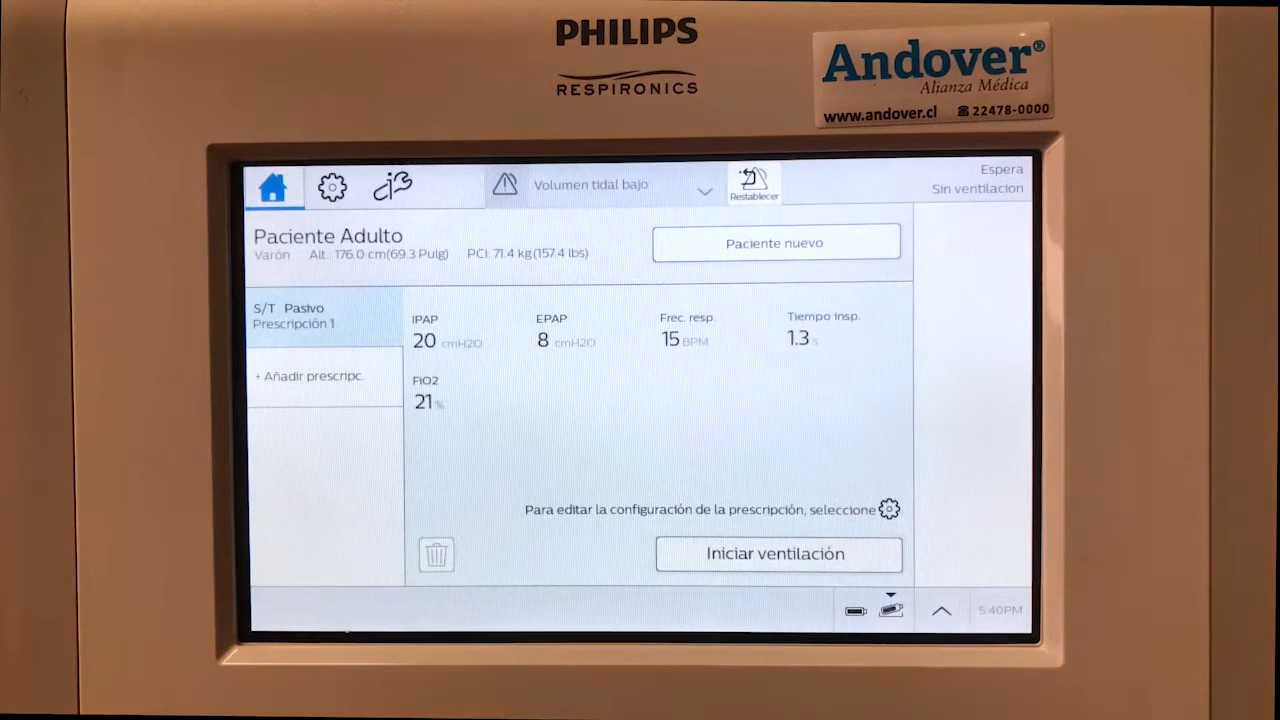 PHILIPS
RESPIRONICS
Andover®
Alianza Médica
www.andover.cl ☎22478-0000
Volumen tidal bajo
Restablecer
Espera
Sin ventilacion
Paciente Adulto
Varón Alt.: 176.0 cm(69.3 Pulg) PCI: 71.4 kg(157.4 lbs)
Paciente nuevo
S/T Pasivo
Prescripción 1
+ Añadir prescripc.
IPAP
20 cmH2O
EPAP
8 cmH2O
Frec. resp.
15 BPM
Tiempo insp.
1.3 s
FiO2
21 %
Para editar la configuración de la prescripción, seleccione
Iniciar ventilación
5:40PM